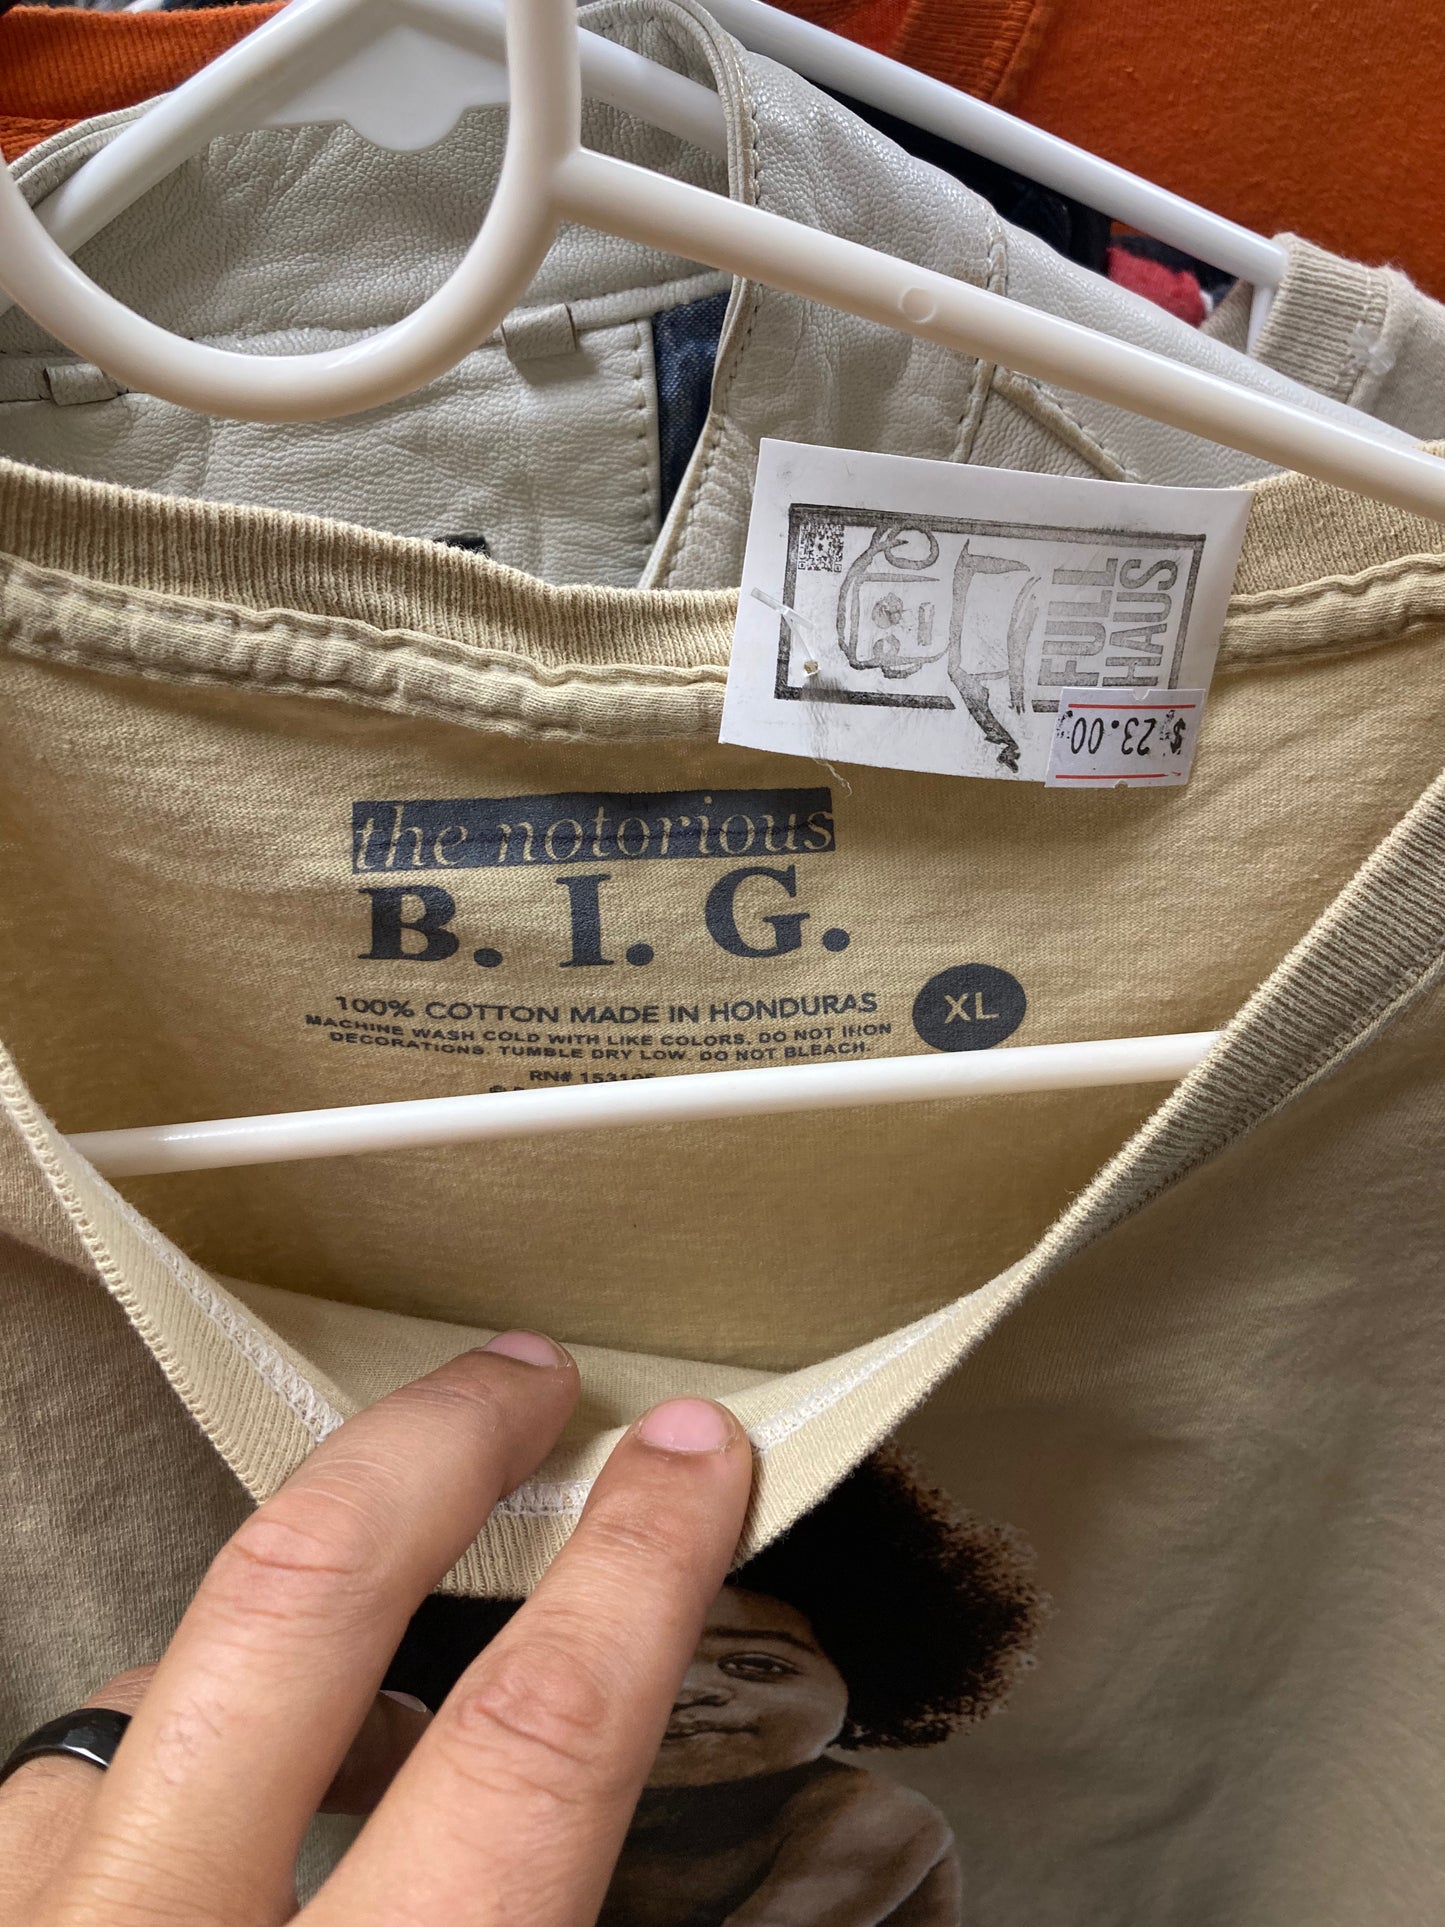 FULL
HAUS
$ 23.00
the notorious
B. I. G.
100% COTTON MADE IN HONDURAS
XL
MACHINE WASH COLD WITH LIKE COLORS. DO NOT IRON
DECORATIONS. TUMBLE DRY LOW. DO NOT BLEACH.
RN#